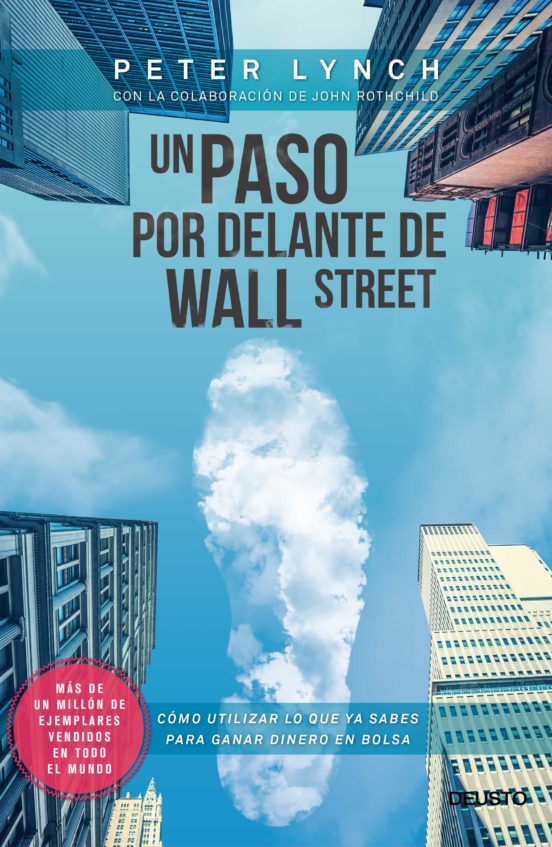 PETER LYNCH
CON LA COLABORACIÓN DE JOHN ROTHCHILD
UN PASO
POR DELANTE DE
WALL STREET
MÁS DE
UN MILLÓN DE
EJEMPLARES
VENDIDOS
EN TODO
EL MUNDO
CÓMO UTILIZAR LO QUE YA SABES
PARA GANAR DINERO EN BOLSA
DEUSTO